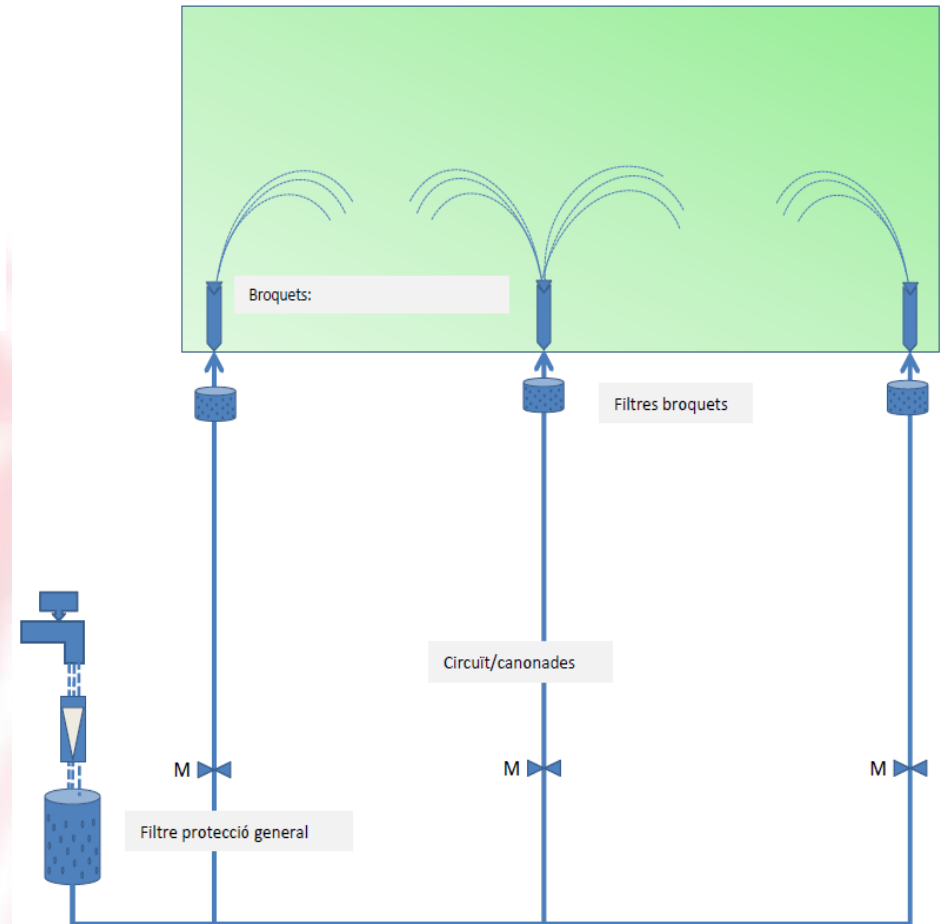 Broquets:
Filtres broquets
Circuït/canonades
M M M
Filtre protecció general